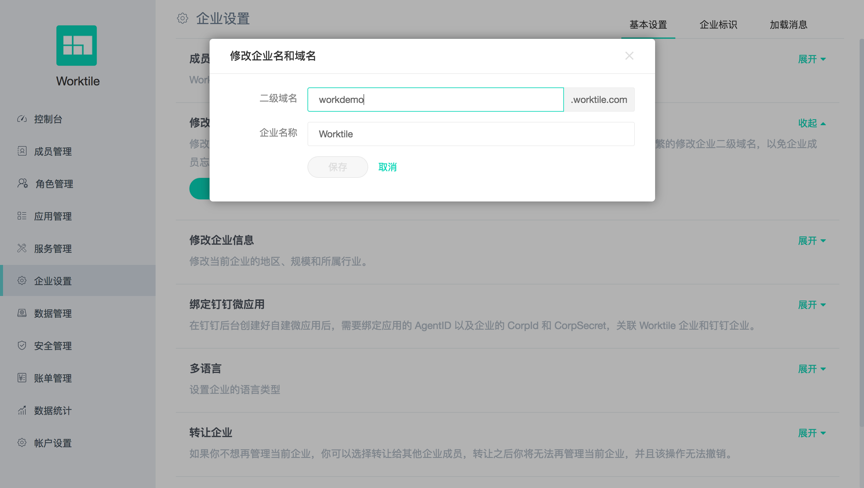 Worktile
控制台
成员管理
角色管理
应用管理
服务管理
企业设置
数据管理
安全管理
账单管理
数据统计
帐户设置
企业设置
基本设置
企业标识
加载消息
成员
展开
Work
修改企业名和域名
二级域名
workdemo
.worktile.com
企业名称
Worktile
保存
取消
修改
收起
修改
繁的修改企业二级域名，以免企业成
员忘
修改企业信息
展开
修改当前企业的地区、规模和所属行业。
绑定钉钉微应用
展开
在钉钉后台创建好自建微应用后，需要绑定应用的 AgentID 以及企业的 CorpId 和 CorpSecret，关联 Worktile 企业和钉钉企业。
多语言
展开
设置企业的语言类型
转让企业
展开
如果你不想再管理当前企业，你可以选择转让给其他企业成员，转让之后你将无法再管理当前企业，并且该操作无法撤销。